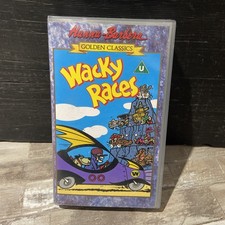 Hanna-Barbera
GOLDEN CLASSICS
U
Wacky
Races